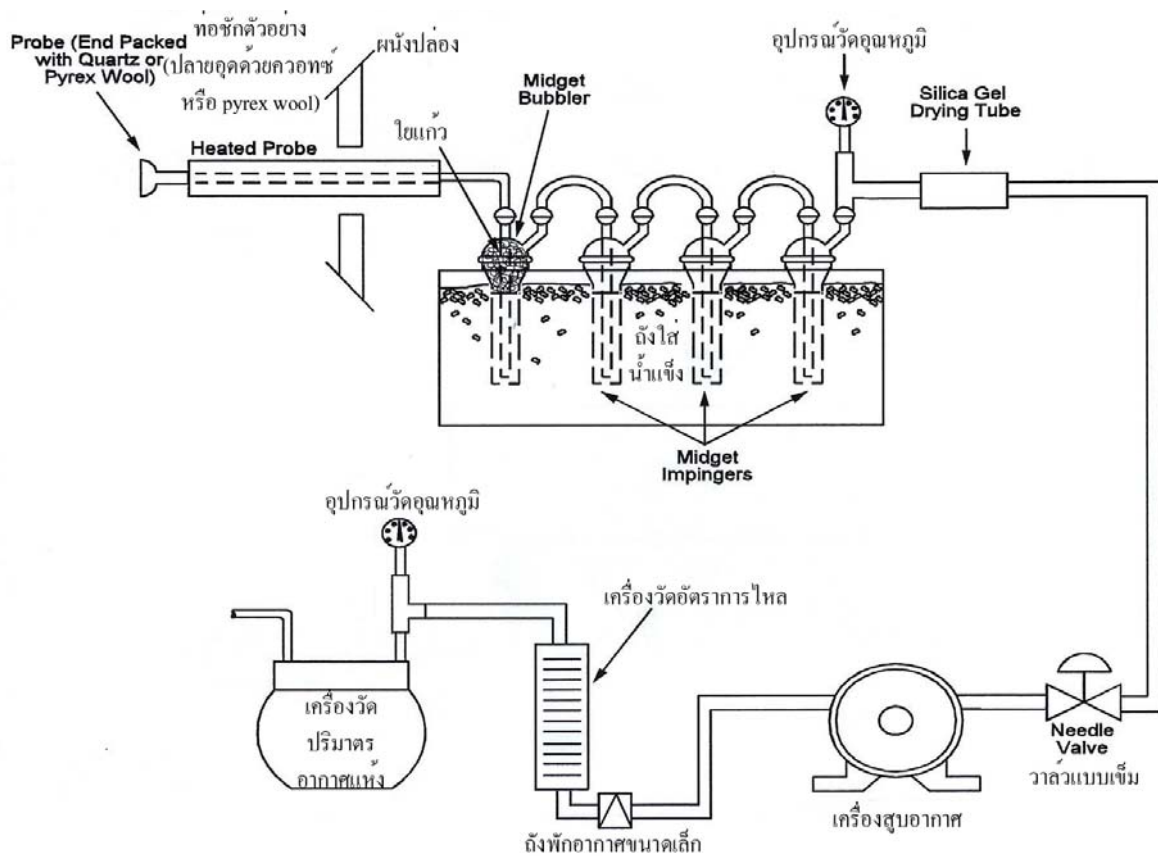 Probe (End Packed
with Quartz or
Pyrex Wool)
ท่อชักตัวอย่าง
(ปลายอุดด้วยควอทซ์
หรือ pyrex wool)
ผนังปล่อง
Heated Probe
ใยแก้ว
Midget
Bubbler
อุปกรณ์วัดอุณหภูมิ
Silica Gel
Drying Tube
ถังใส่
น้ำแข็ง
Midget
Impingers
อุปกรณ์วัดอุณหภูมิ
เครื่องวัดอัตราการไหล
เครื่องวัด
ปริมาตร
อากาศแห้ง
ถังพักอากาศขนาดเล็ก
เครื่องสูบอากาศ
Needle
Valve
วาล์วแบบเข็ม